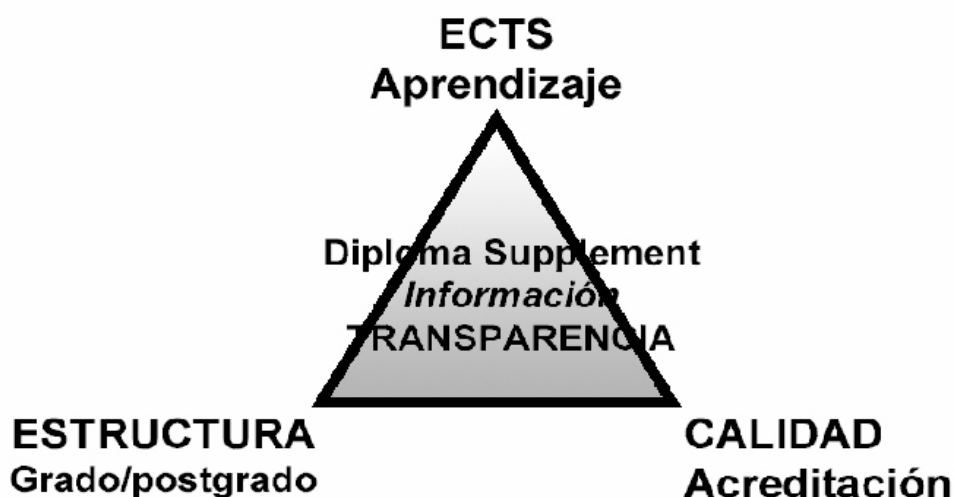 ECTS
Aprendizaje
Diploma Supplement
Información
TRANSPARENCIA
ESTRUCTURA
Grado/postgrado
CALIDAD
Acreditación